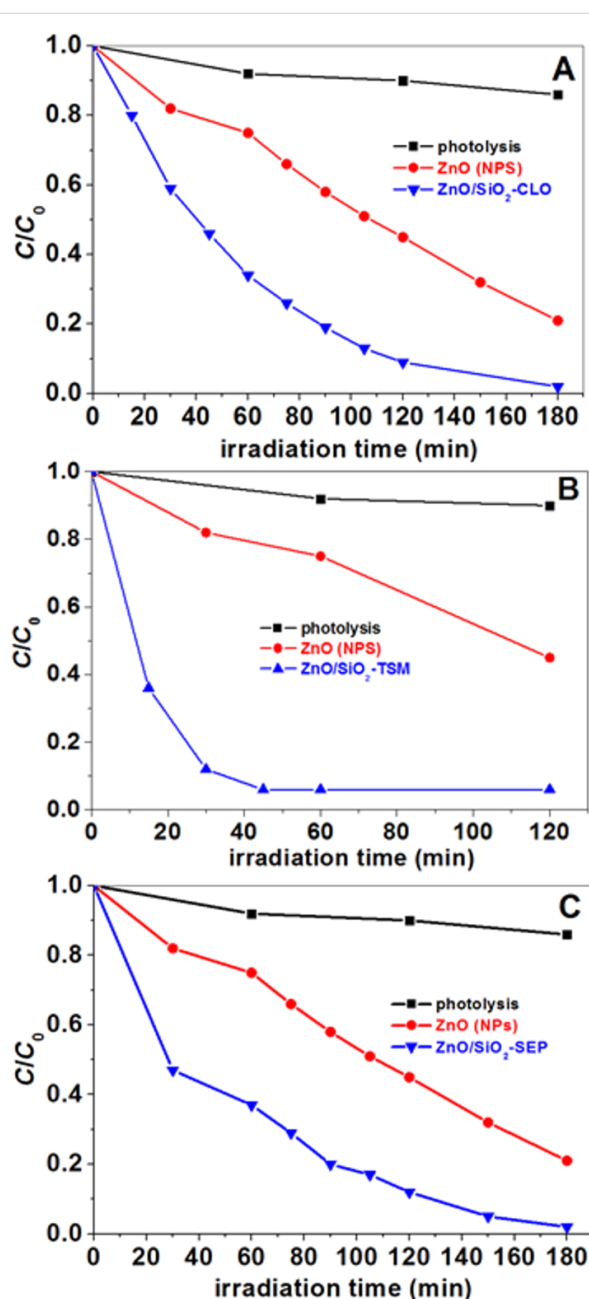 A
1.0
0.8
0.6
0.4
0.2
0.0
C/C₀
photolysis
ZnO (NPS)
ZnO/SiO₂-CLO
0 20 40 60 80 100 120 140 160 180
irradiation time (min)
B
1.0
0.8
0.6
0.4
0.2
0.0
C/C₀
photolysis
ZnO (NPS)
ZnO/SiO₂-TSM
0 20 40 60 80 100 120
irradiation time (min)
C
1.0
0.8
0.6
0.4
0.2
0.0
C/C₀
photolysis
ZnO (NPs)
ZnO/SiO₂-SEP
0 20 40 60 80 100 120 140 160 180
irradiation time (min)